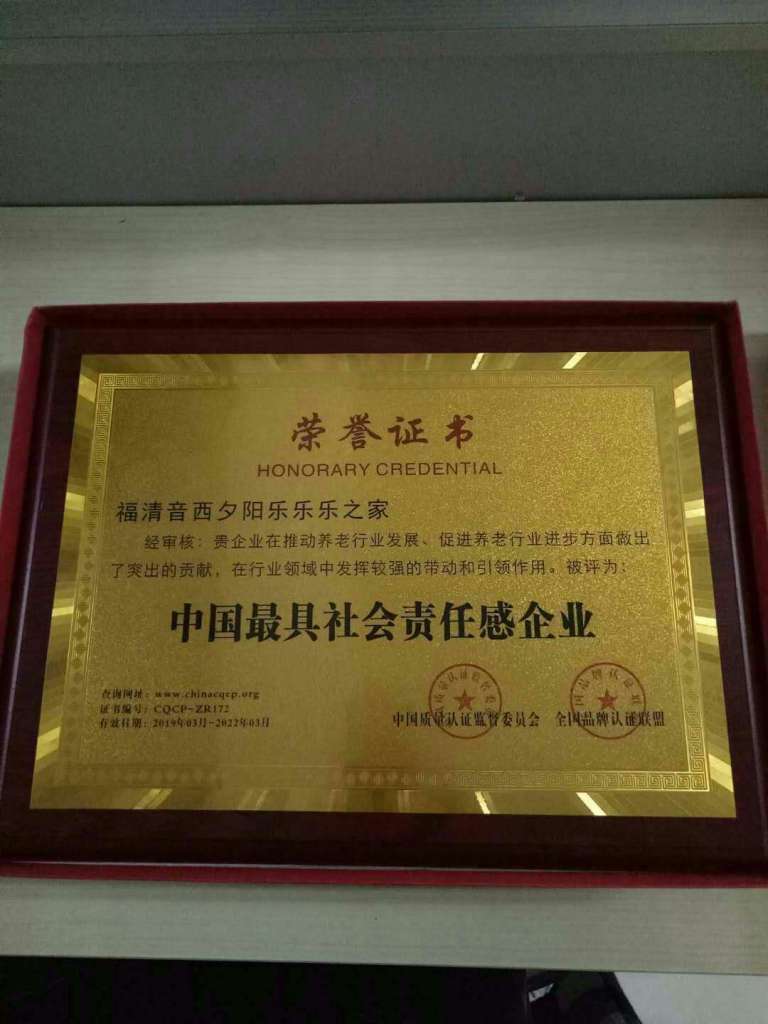 荣誉证书
HONORARY CREDENTIAL
福清音西夕阳乐乐乐之家
经审核：贵企业在推动养老行业发展、促进养老行业进步方面做出
了突出的贡献，在行业领域中发挥较强的带动和引领作用。被评为：
中国最具社会责任感企业
查询网址：www.chinacqcp.org
证书编号：CQCP-ZR172
有效日期：2019年03月-2022年03月
中国质量认证监督委员会 全国品牌认证联盟